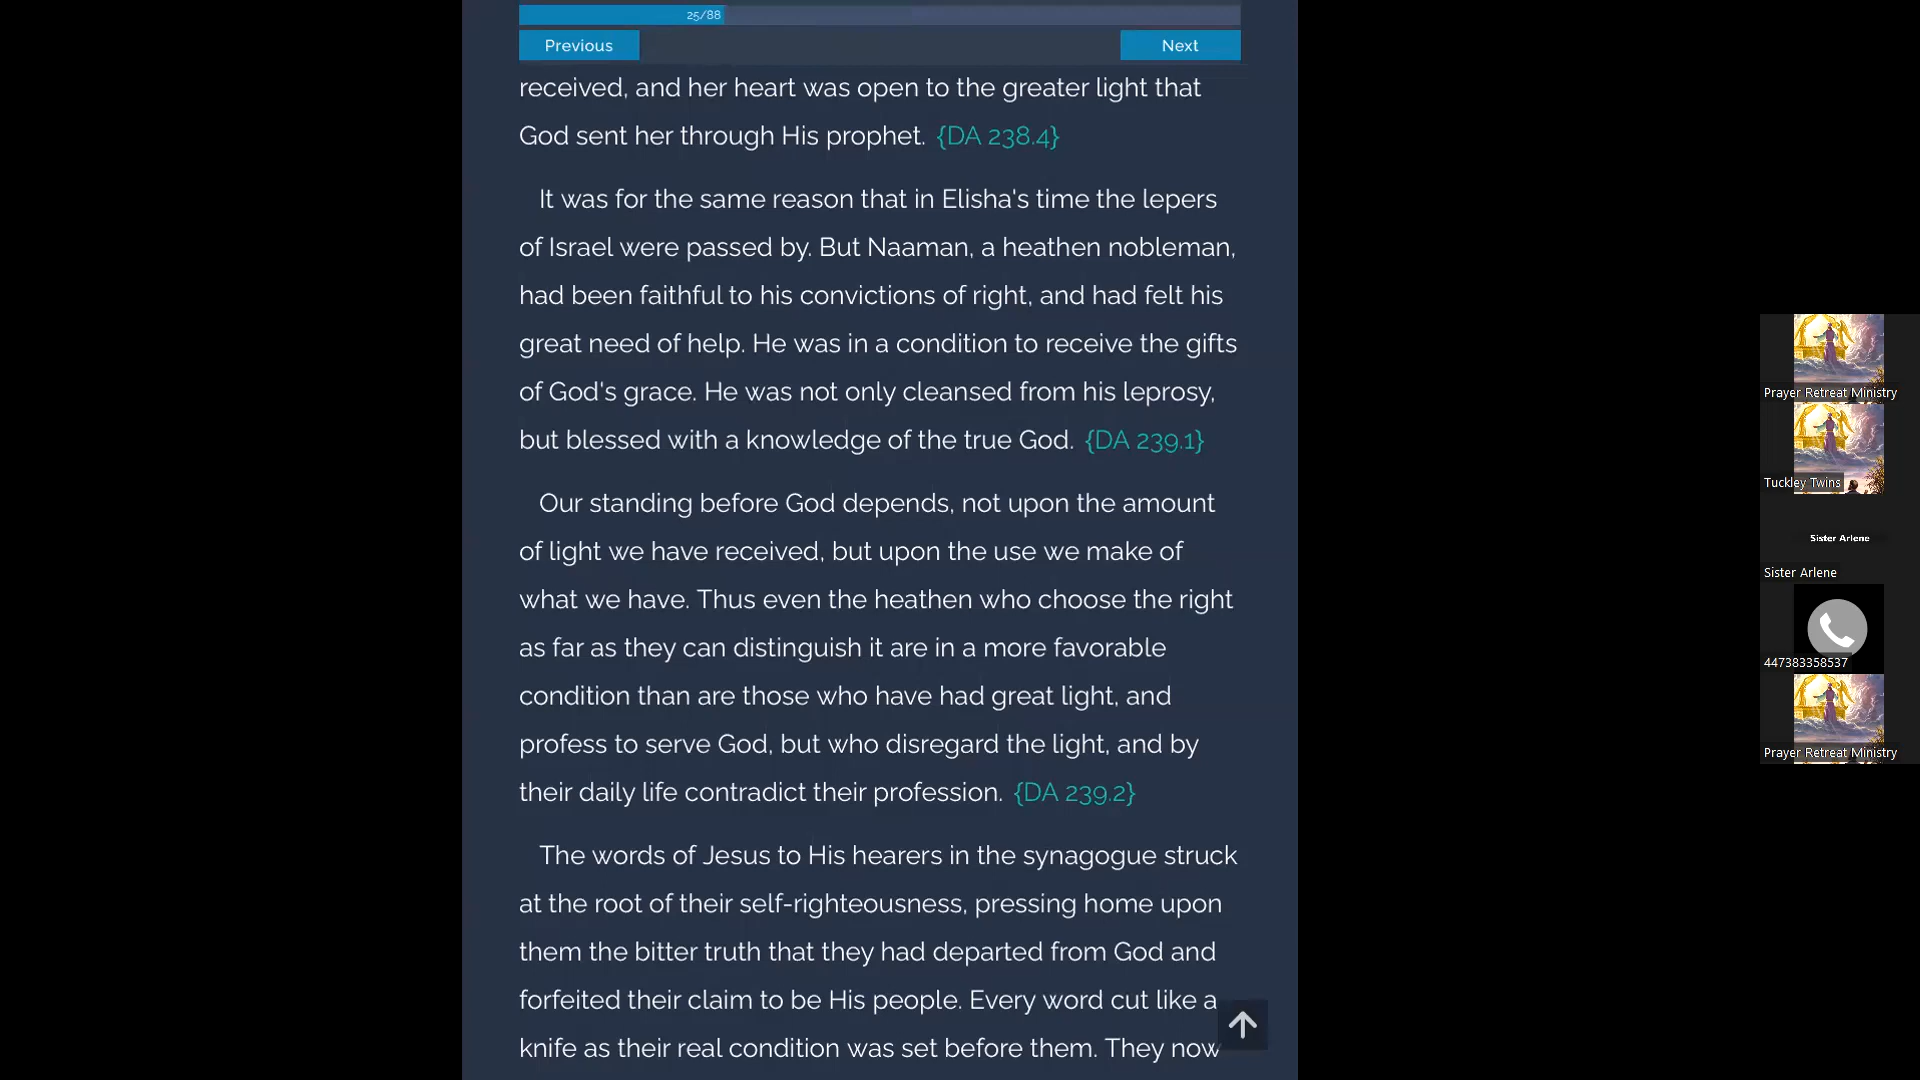 25/88
Previous
Next
received, and her heart was open to the greater light that
God sent her through His prophet. {DA 238.4}
It was for the same reason that in Elisha's time the lepers
of Israel were passed by. But Naaman, a heathen nobleman,
had been faithful to his convictions of right, and had felt his
great need of help. He was in a condition to receive the gifts
of God's grace. He was not only cleansed from his leprosy,
but blessed with a knowledge of the true God. {DA 239.1}
Our standing before God depends, not upon the amount
of light we have received, but upon the use we make of
what we have. Thus even the heathen who choose the right
as far as they can distinguish it are in a more favorable
condition than are those who have had great light, and
profess to serve God, but who disregard the light, and by
their daily life contradict their profession. {DA 239.2}
The words of Jesus to His hearers in the synagogue struck
at the root of their self-righteousness, pressing home upon
them the bitter truth that they had departed from God and
forfeited their claim to be His people. Every word cut like a
knife as their real condition was set before them. They now
Prayer Retreat Ministry
Tuckley Twins
Sister Arlene
Sister Arlene
447383358537
Prayer Retreat Ministry